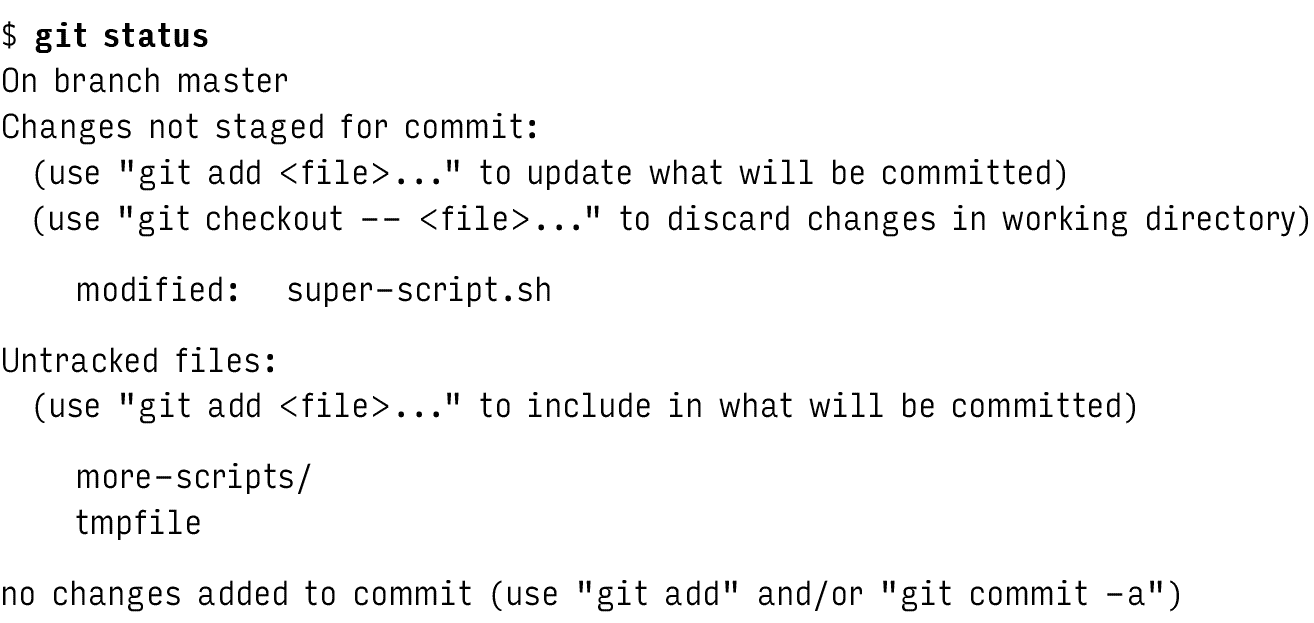 $ git status
On branch master
Changes not staged for commit:
  (use "git add <file>..." to update what will be committed)
  (use "git checkout -- <file>..." to discard changes in working directory)

     modified:   super-script.sh

Untracked files:
  (use "git add <file>..." to include in what will be committed)

     more-scripts/
     tmpfile

no changes added to commit (use "git add" and/or "git commit -a")